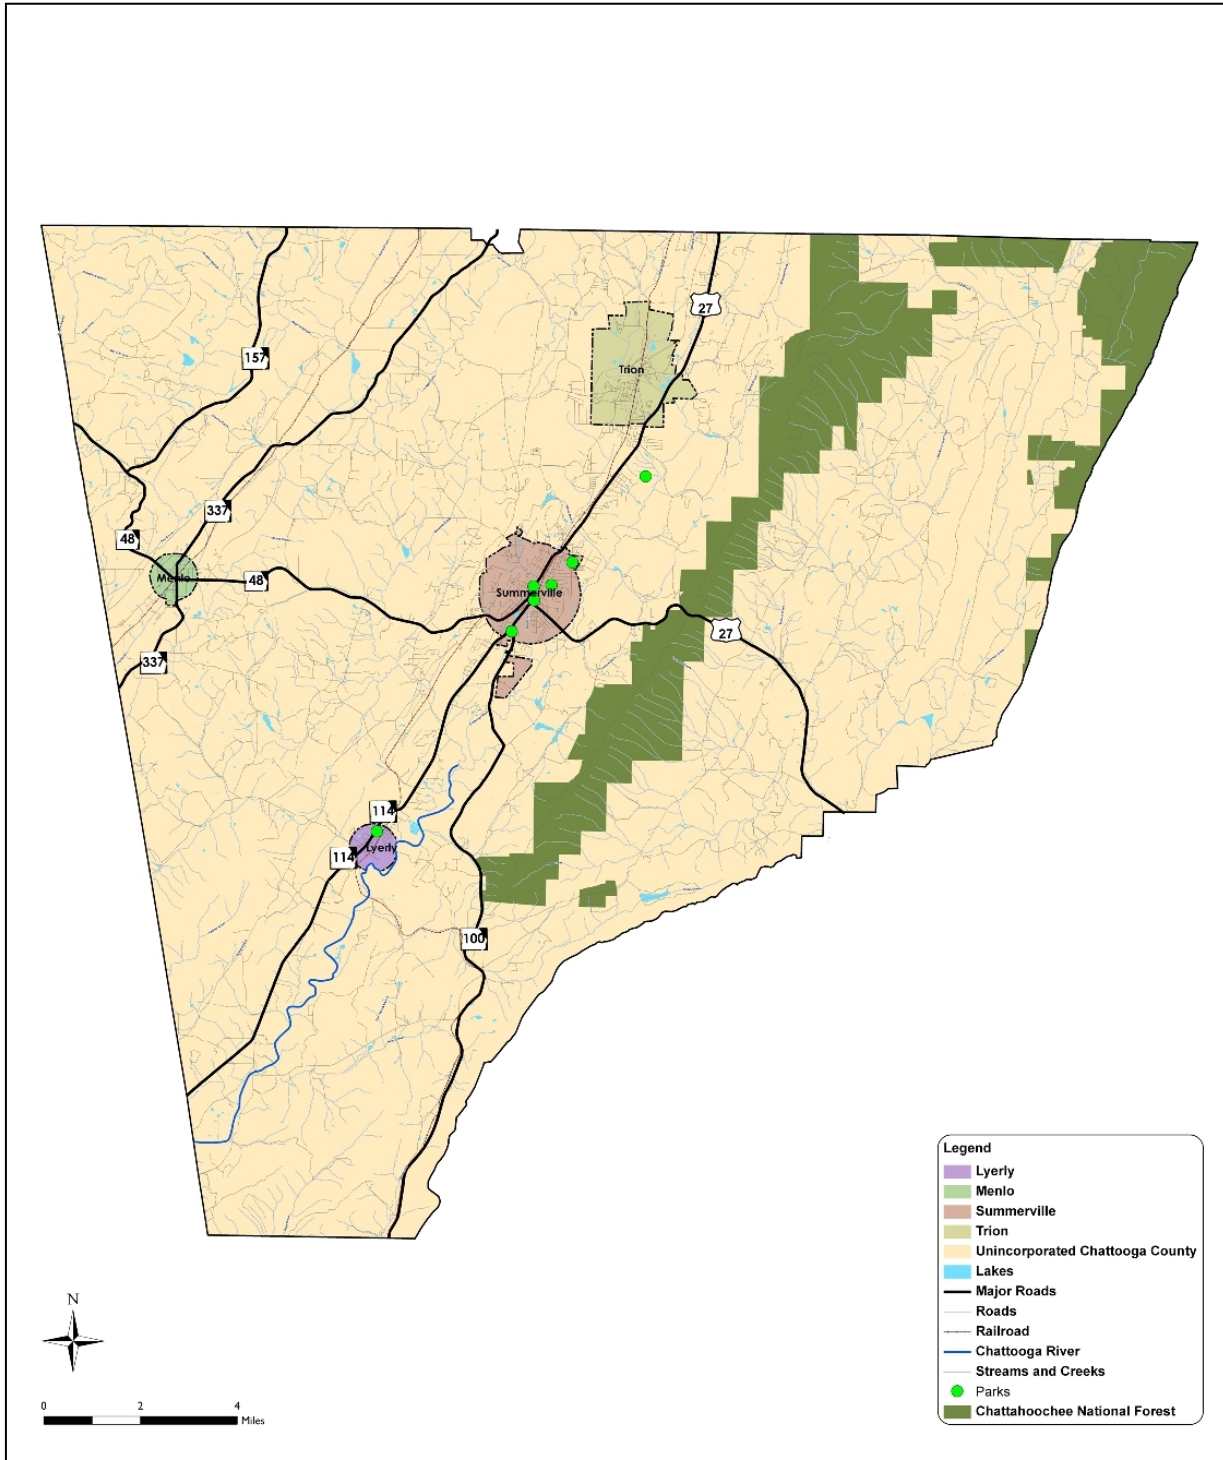 27
Trion
157
337
48
Menlo
48
Summerville
27
337
114
Lyerly
114
100
Legend
Lyerly
Menlo
Summerville
Trion
Unincorporated Chattooga County
Lakes
Major Roads
Roads
Railroad
Chattooga River
Streams and Creeks
Parks
Chattahoochee National Forest
N
0 2 4
Miles